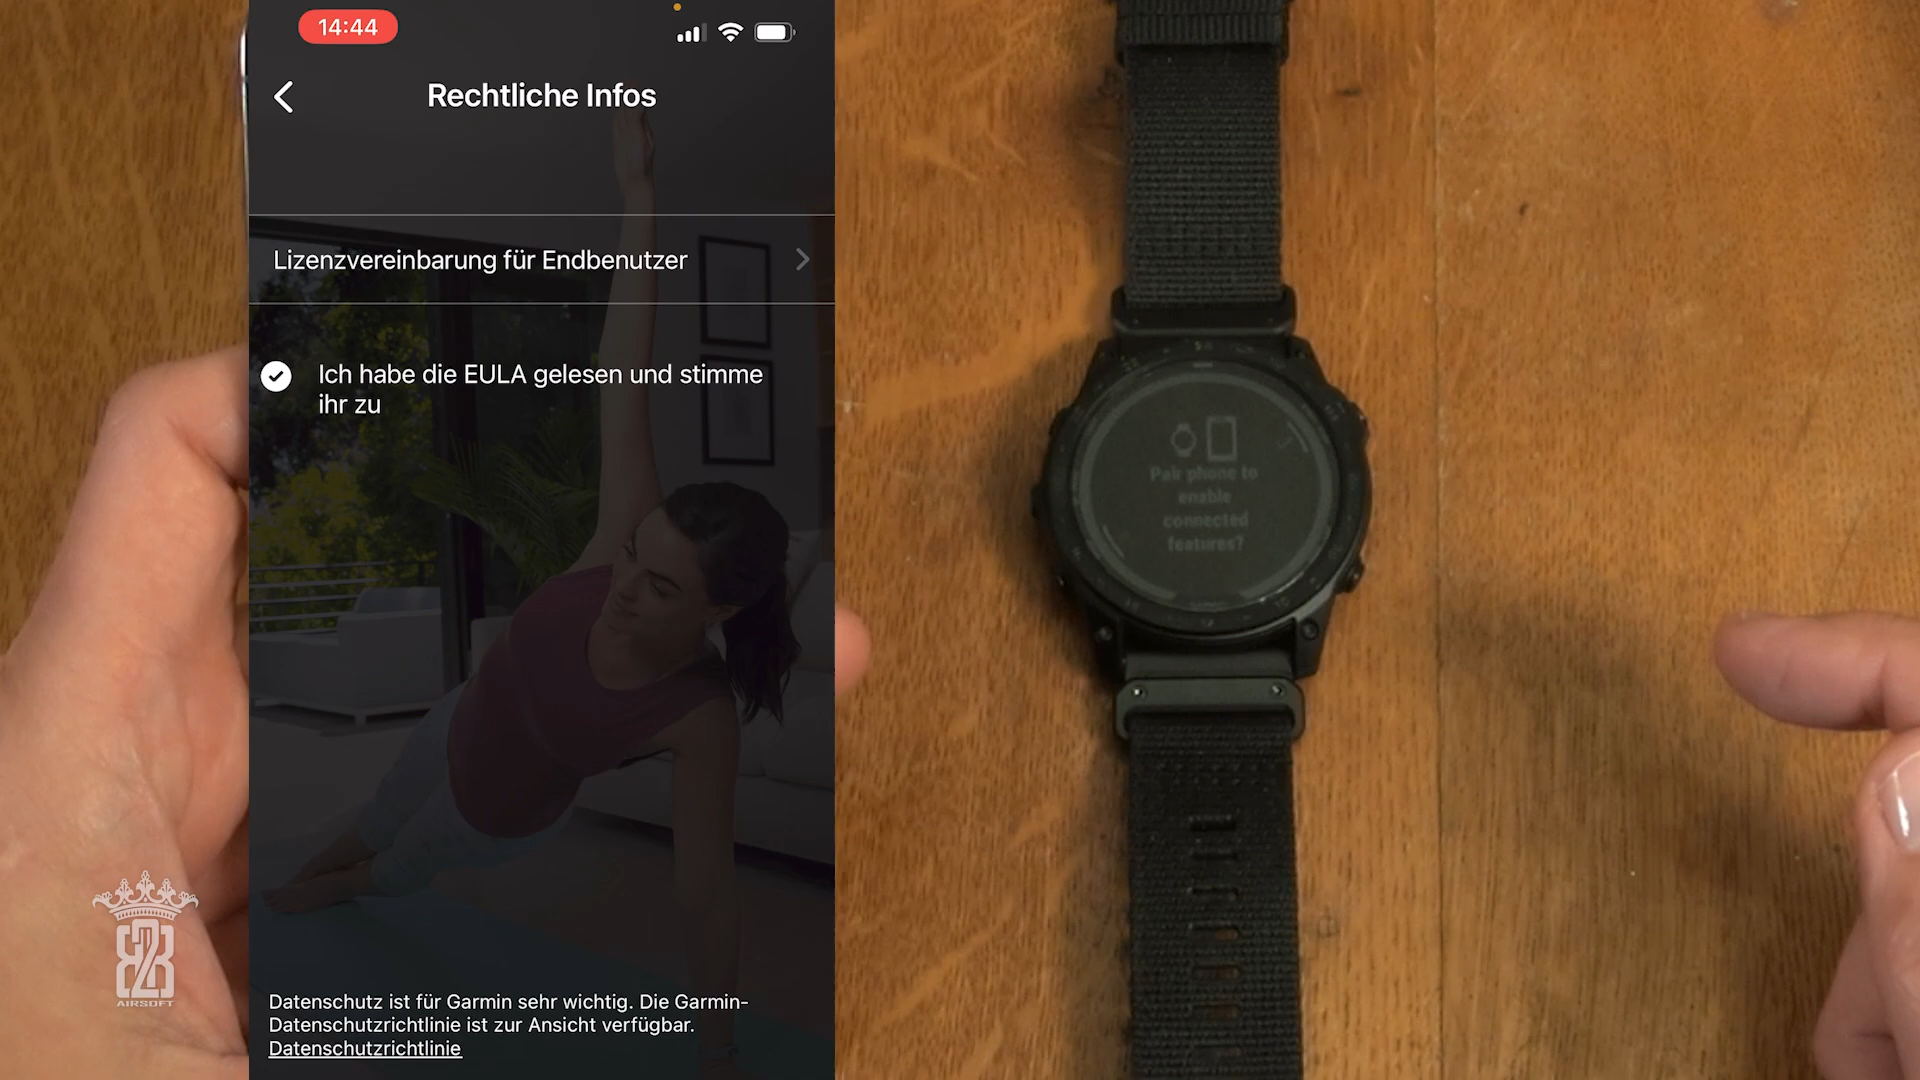 14:44
Rechtliche Infos
Lizenzvereinbarung für Endbenutzer
Ich habe die EULA gelesen und stimme
ihr zu
Datenschutz ist für Garmin sehr wichtig. Die Garmin-
Datenschutzrichtlinie ist zur Ansicht verfügbar.
Datenschutzrichtlinie
Pair phone to
enable
connected
features?
AIRSOFT